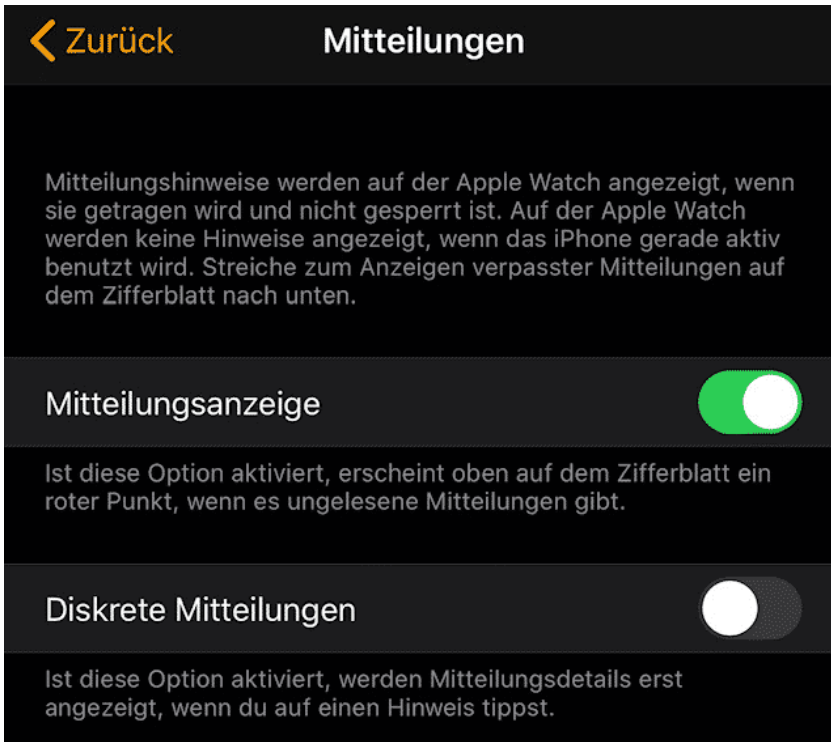 Zurück
Mitteilungen
Mitteilungshinweise werden auf der Apple Watch angezeigt, wenn
sie getragen wird und nicht gesperrt ist. Auf der Apple Watch
werden keine Hinweise angezeigt, wenn das iPhone gerade aktiv
benutzt wird. Streiche zum Anzeigen verpasster Mitteilungen auf
dem Zifferblatt nach unten.
Mitteilungsanzeige
Ist diese Option aktiviert, erscheint oben auf dem Zifferblatt ein
roter Punkt, wenn es ungelesene Mitteilungen gibt.
Diskrete Mitteilungen
Ist diese Option aktiviert, werden Mitteilungsdetails erst
angezeigt, wenn du auf einen Hinweis tippst.